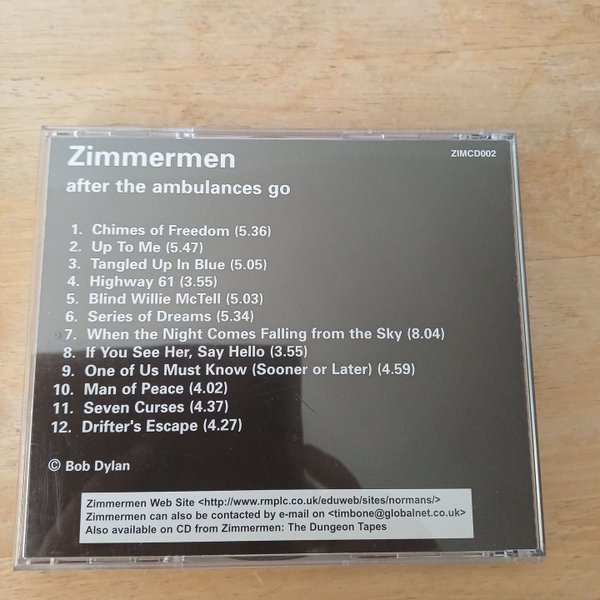 Zimmermen
ZIMCD002
after the ambulances go
1. Chimes of Freedom (5.36)
2. Up To Me (5.47)
3. Tangled Up In Blue (5.05)
4. Highway 61 (3.55)
5. Blind Willie McTell (5.03)
6. Series of Dreams (5.34)
7. When the Night Comes Falling from the Sky (8.04)
8. If You See Her, Say Hello (3.55)
9. One of Us Must Know (Sooner or Later) (4.59)
10. Man of Peace (4.02)
11. Seven Curses (4.37)
12. Drifter's Escape (4.27)
© Bob Dylan
Zimmermen Web Site <http://www.rmplc.co.uk/eduweb/sites/normans/>
Zimmermen can also be contacted by e-mail on <timbone@globalnet.co.uk>
Also available on CD from Zimmermen: The Dungeon Tapes